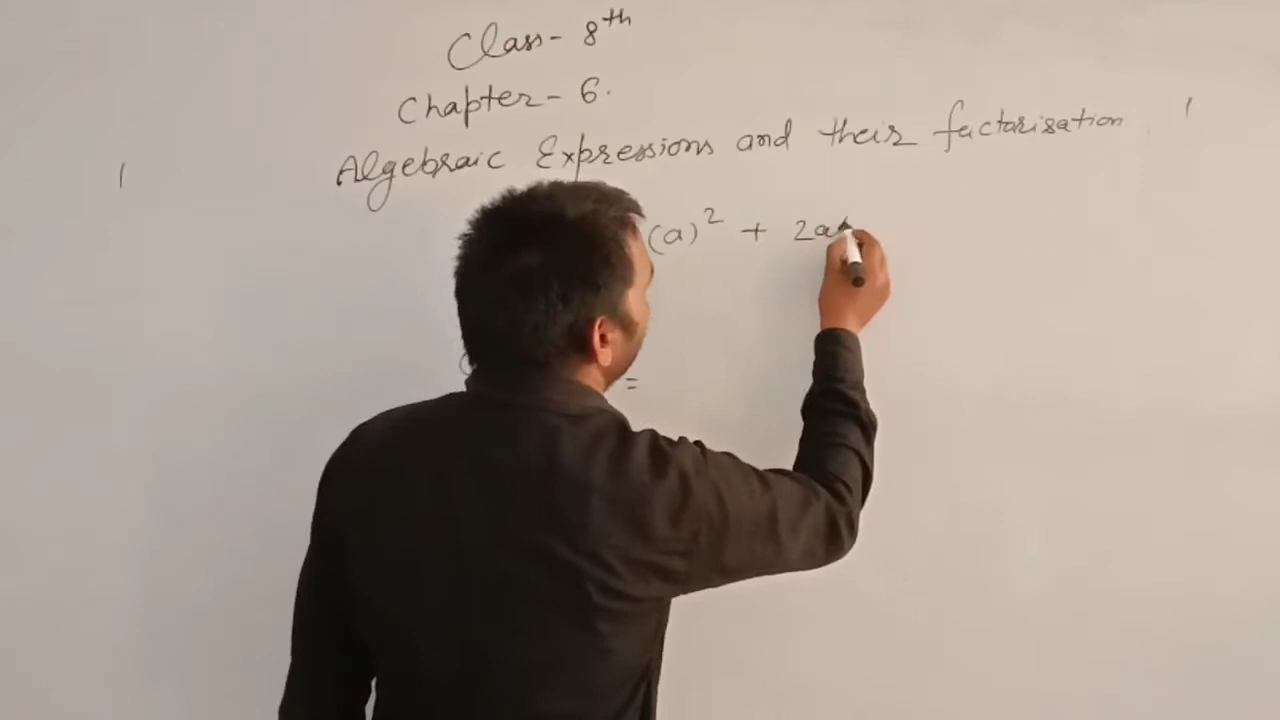 Class - 8th
Chapter - 6.
Algebraic Expressions and their factorisation
(a)² + 2a
=